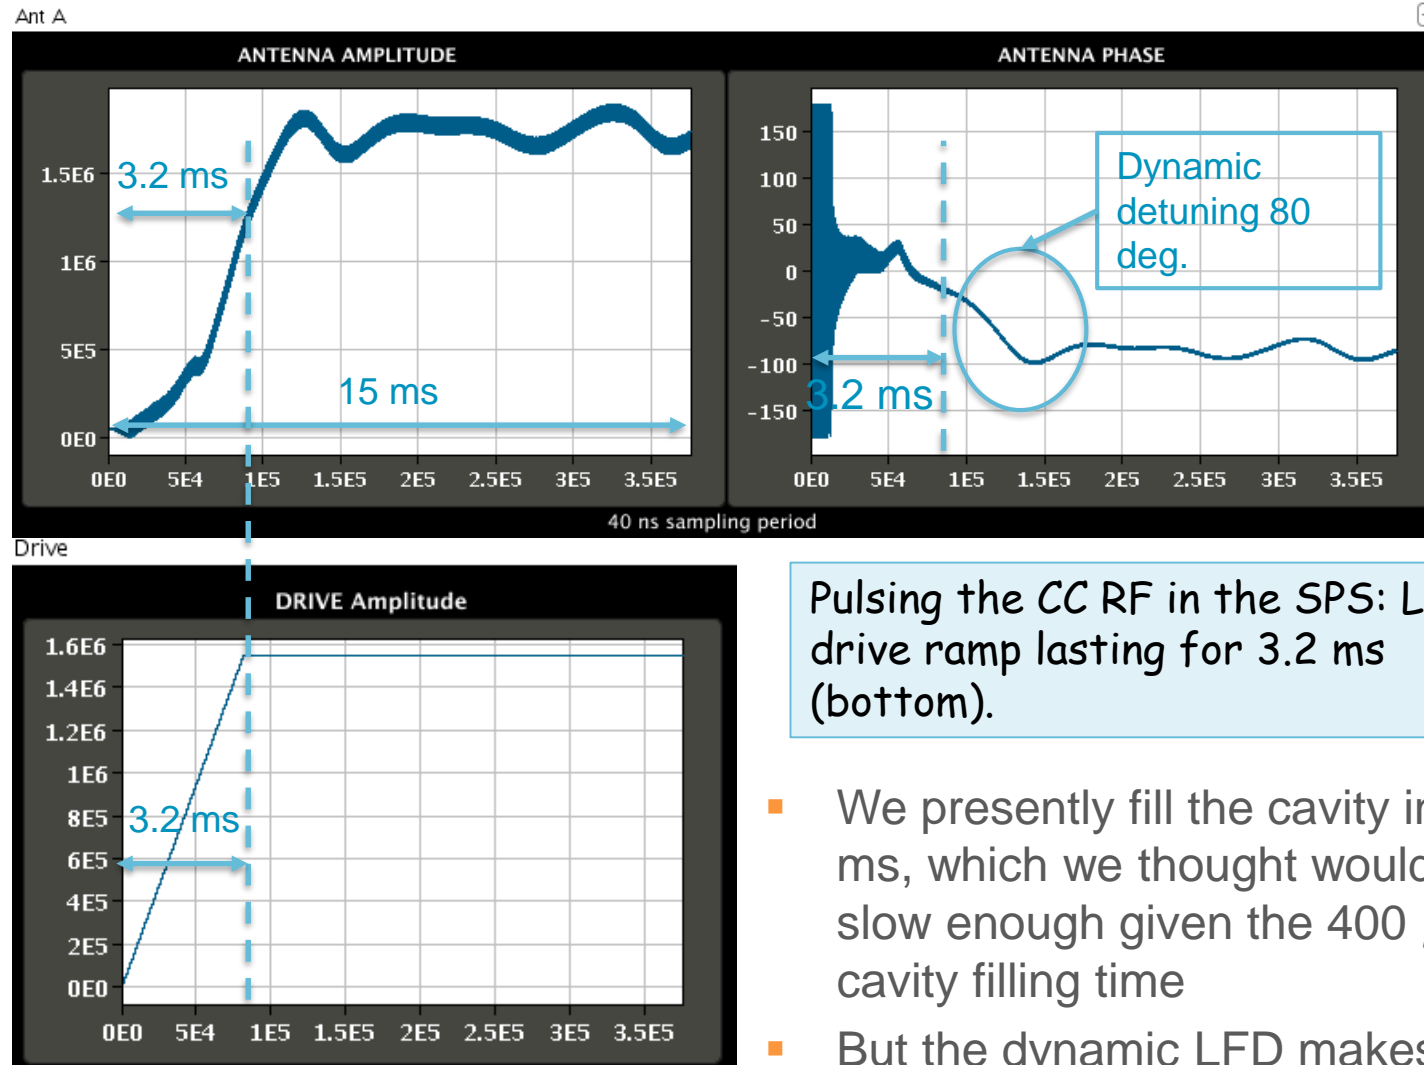 Ant A
ANTENNA AMPLITUDE
1.5E6
1E6
5E5
0E0
3.2 ms
15 ms
0E0 5E4 1E5 1.5E5 2E5 2.5E5 3E5 3.5E5
ANTENNA PHASE
150
100
50
0
-50
-100
-150
Dynamic
detuning 80
deg.
3.2 ms
0E0 5E4 1E5 1.5E5 2E5 2.5E5 3E5 3.5E5
40 ns sampling period
Drive
DRIVE Amplitude
1.6E6
1.4E6
1.2E6
1E6
8E5
6E5
4E5
2E5
0E0
3.2 ms
0E0 5E4 1E5 1.5E5 2E5 2.5E5 3E5 3.5E5
Pulsing the CC RF in the SPS: L
drive ramp lasting for 3.2 ms
(bottom).
▪ We presently fill the cavity in
ms, which we thought would
slow enough given the 400
cavity filling time
▪ But the dynamic LFD makes